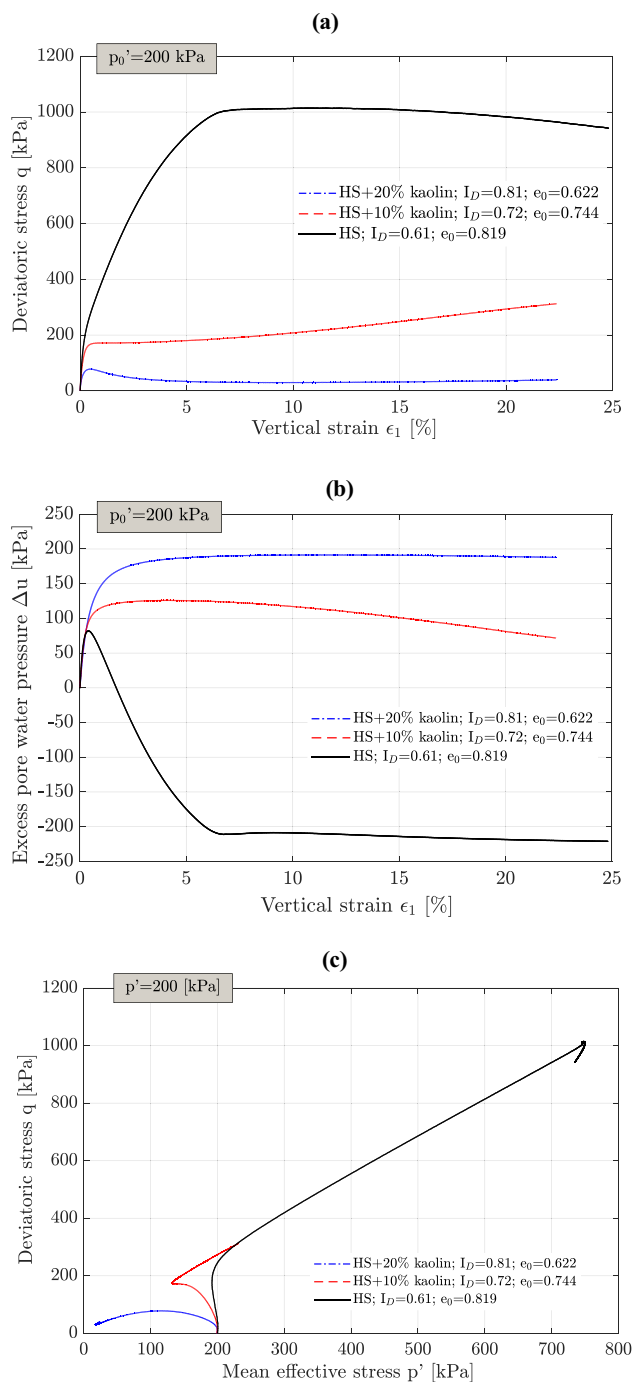 (a)
p₀'=200 kPa
1200
1000
800
600
400
200
0
Deviatoric stress q [kPa]
HS+20% kaolin; I_D=0.81; e₀=0.622
HS+10% kaolin; I_D=0.72; e₀=0.744
HS; I_D=0.61; e₀=0.819
0 5 10 15 20 25
Vertical strain ϵ₁ [%]
(b)
p₀'=200 kPa
250
200
150
100
50
0
-50
-100
-150
-200
-250
Excess pore water pressure Δu [kPa]
HS+20% kaolin; I_D=0.81; e₀=0.622
HS+10% kaolin; I_D=0.72; e₀=0.744
HS; I_D=0.61; e₀=0.819
0 5 10 15 20 25
Vertical strain ϵ₁ [%]
(c)
p'=200 [kPa]
1200
1000
800
600
400
200
0
Deviatoric stress q [kPa]
HS+20% kaolin; I_D=0.81; e₀=0.622
HS+10% kaolin; I_D=0.72; e₀=0.744
HS; I_D=0.61; e₀=0.819
0 100 200 300 400 500 600 700 800
Mean effective stress p' [kPa]